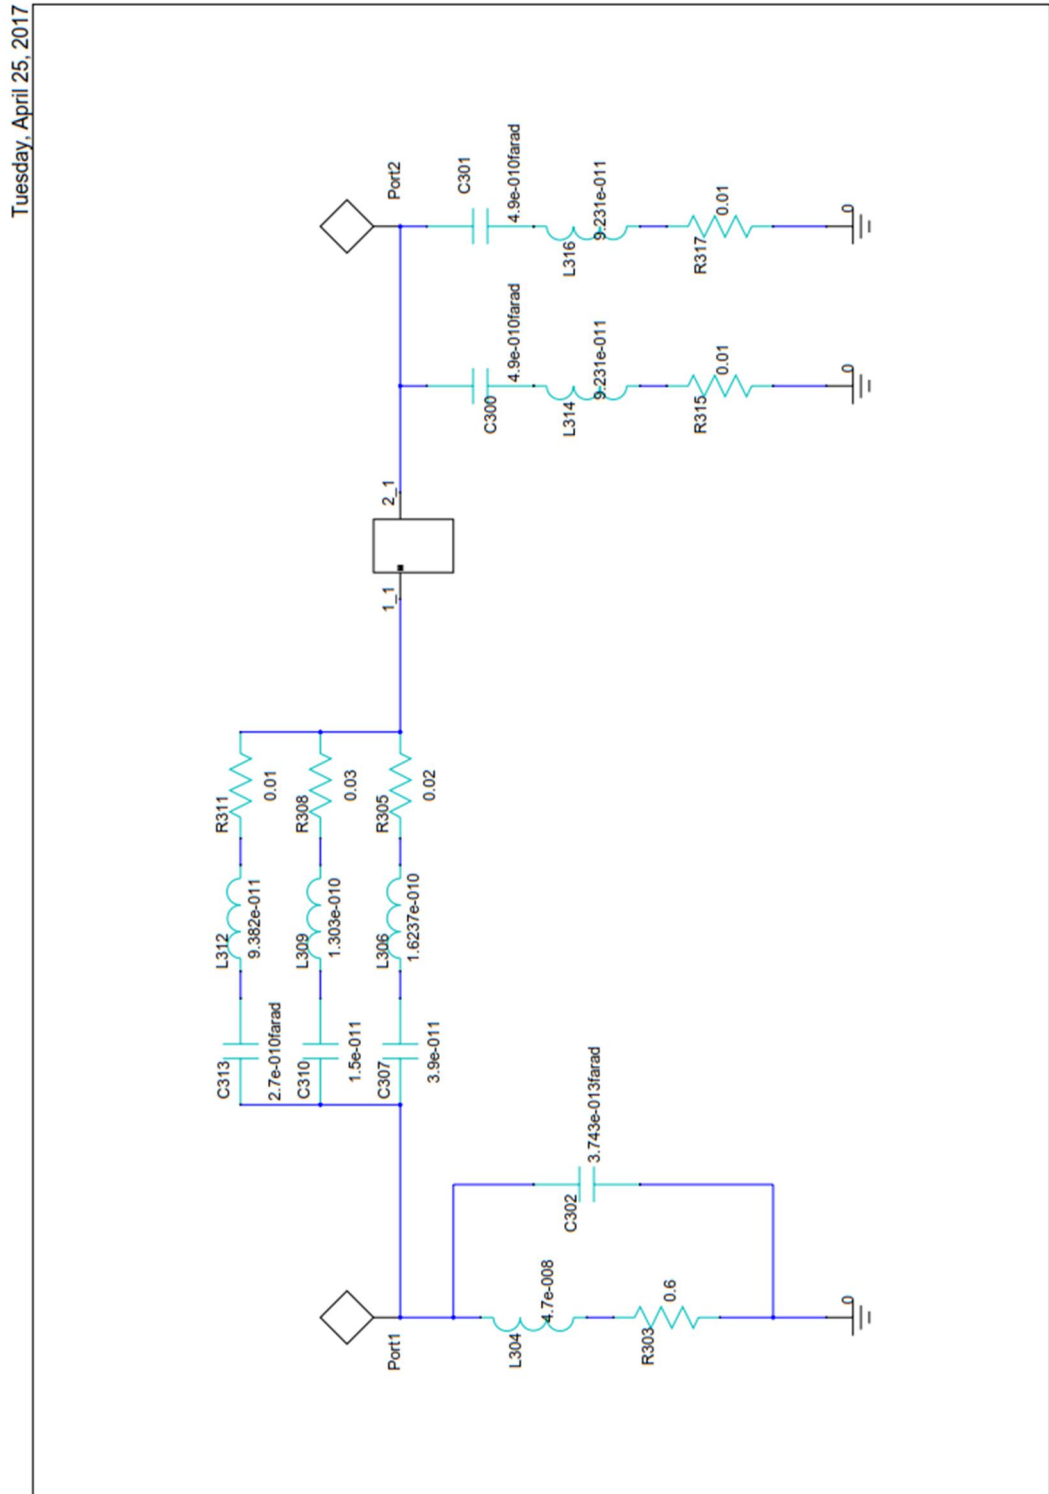 Tuesday, April 25, 2017
Port1
L304
4.7e-008
R303
0.6
0
C302
3.743e-013farad
C313
2.7e-010farad
L312
9.382e-011
R311
0.01
C310
1.5e-011
L309
1.303e-010
R308
0.03
C307
3.9e-011
L306
1.6237e-010
R305
0.02
1_1
2_1
C300
4.9e-010farad
L314
9.231e-011
R315
0.01
0
Port2
C301
4.9e-010farad
L316
9.231e-011
R317
0.01
0